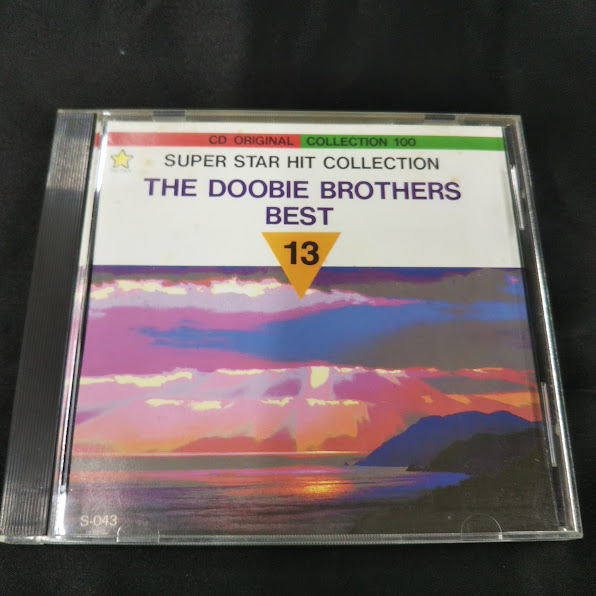 CD ORIGINAL COLLECTION 100
SUPER STAR HIT COLLECTION
THE DOOBIE BROTHERS
BEST
13
S-043